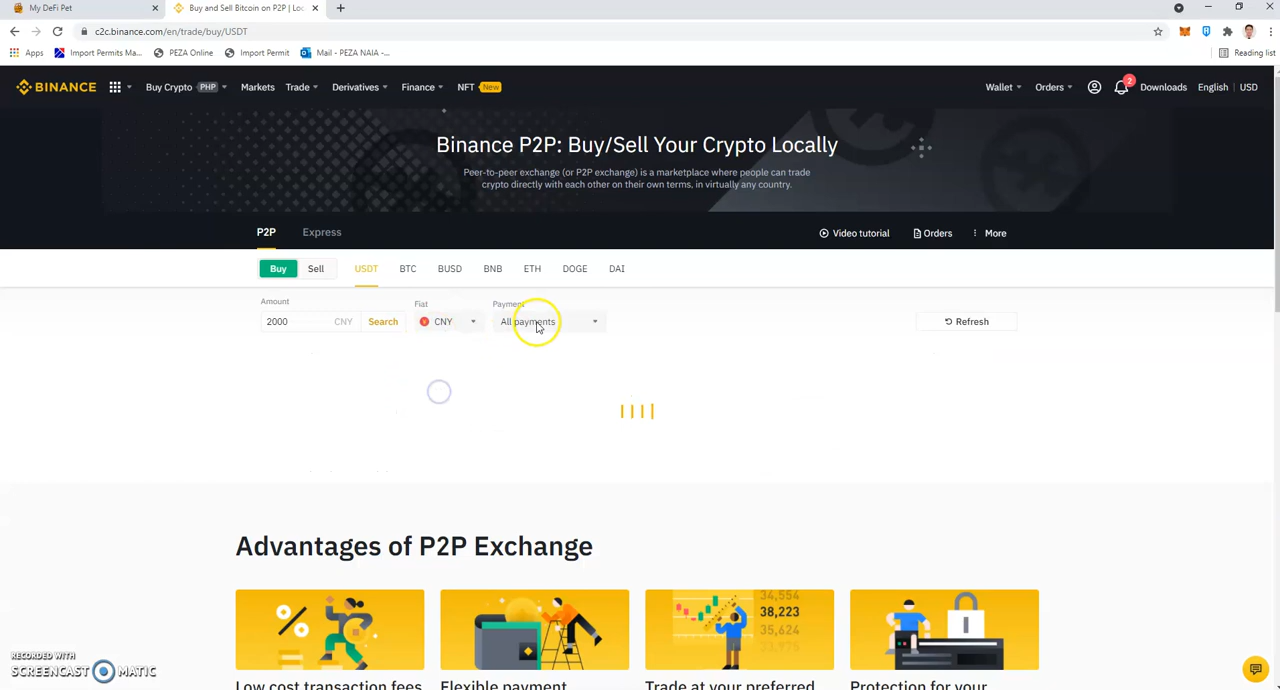 My DeFi Pet
Buy and Sell Bitcoin on P2P | Loc
c2c.binance.com/en/trade/buy/USDT
Apps Import Permits Ma... PEZA Online Import Permit Mail - PEZA NAIA -... Reading list
BINANCE Buy Crypto PHP Markets Trade Derivatives Finance NFT New Wallet Orders 2 Downloads English USD
Binance P2P: Buy/Sell Your Crypto Locally
Peer-to-peer exchange (or P2P exchange) is a marketplace where people can trade
crypto directly with each other on their own terms, in virtually any country.
P2P Express Video tutorial Orders More
Buy Sell USDT BTC BUSD BNB ETH DOGE DAI
Amount Fiat Payment
2000 CNY Search CNY All payments Refresh
Advantages of P2P Exchange
34,554
38,223
35,624
33,975
RECORDED WITH
SCREENCAST MATIC
Low cost transaction fees Flexible payment Trade at your preferred Protection for your